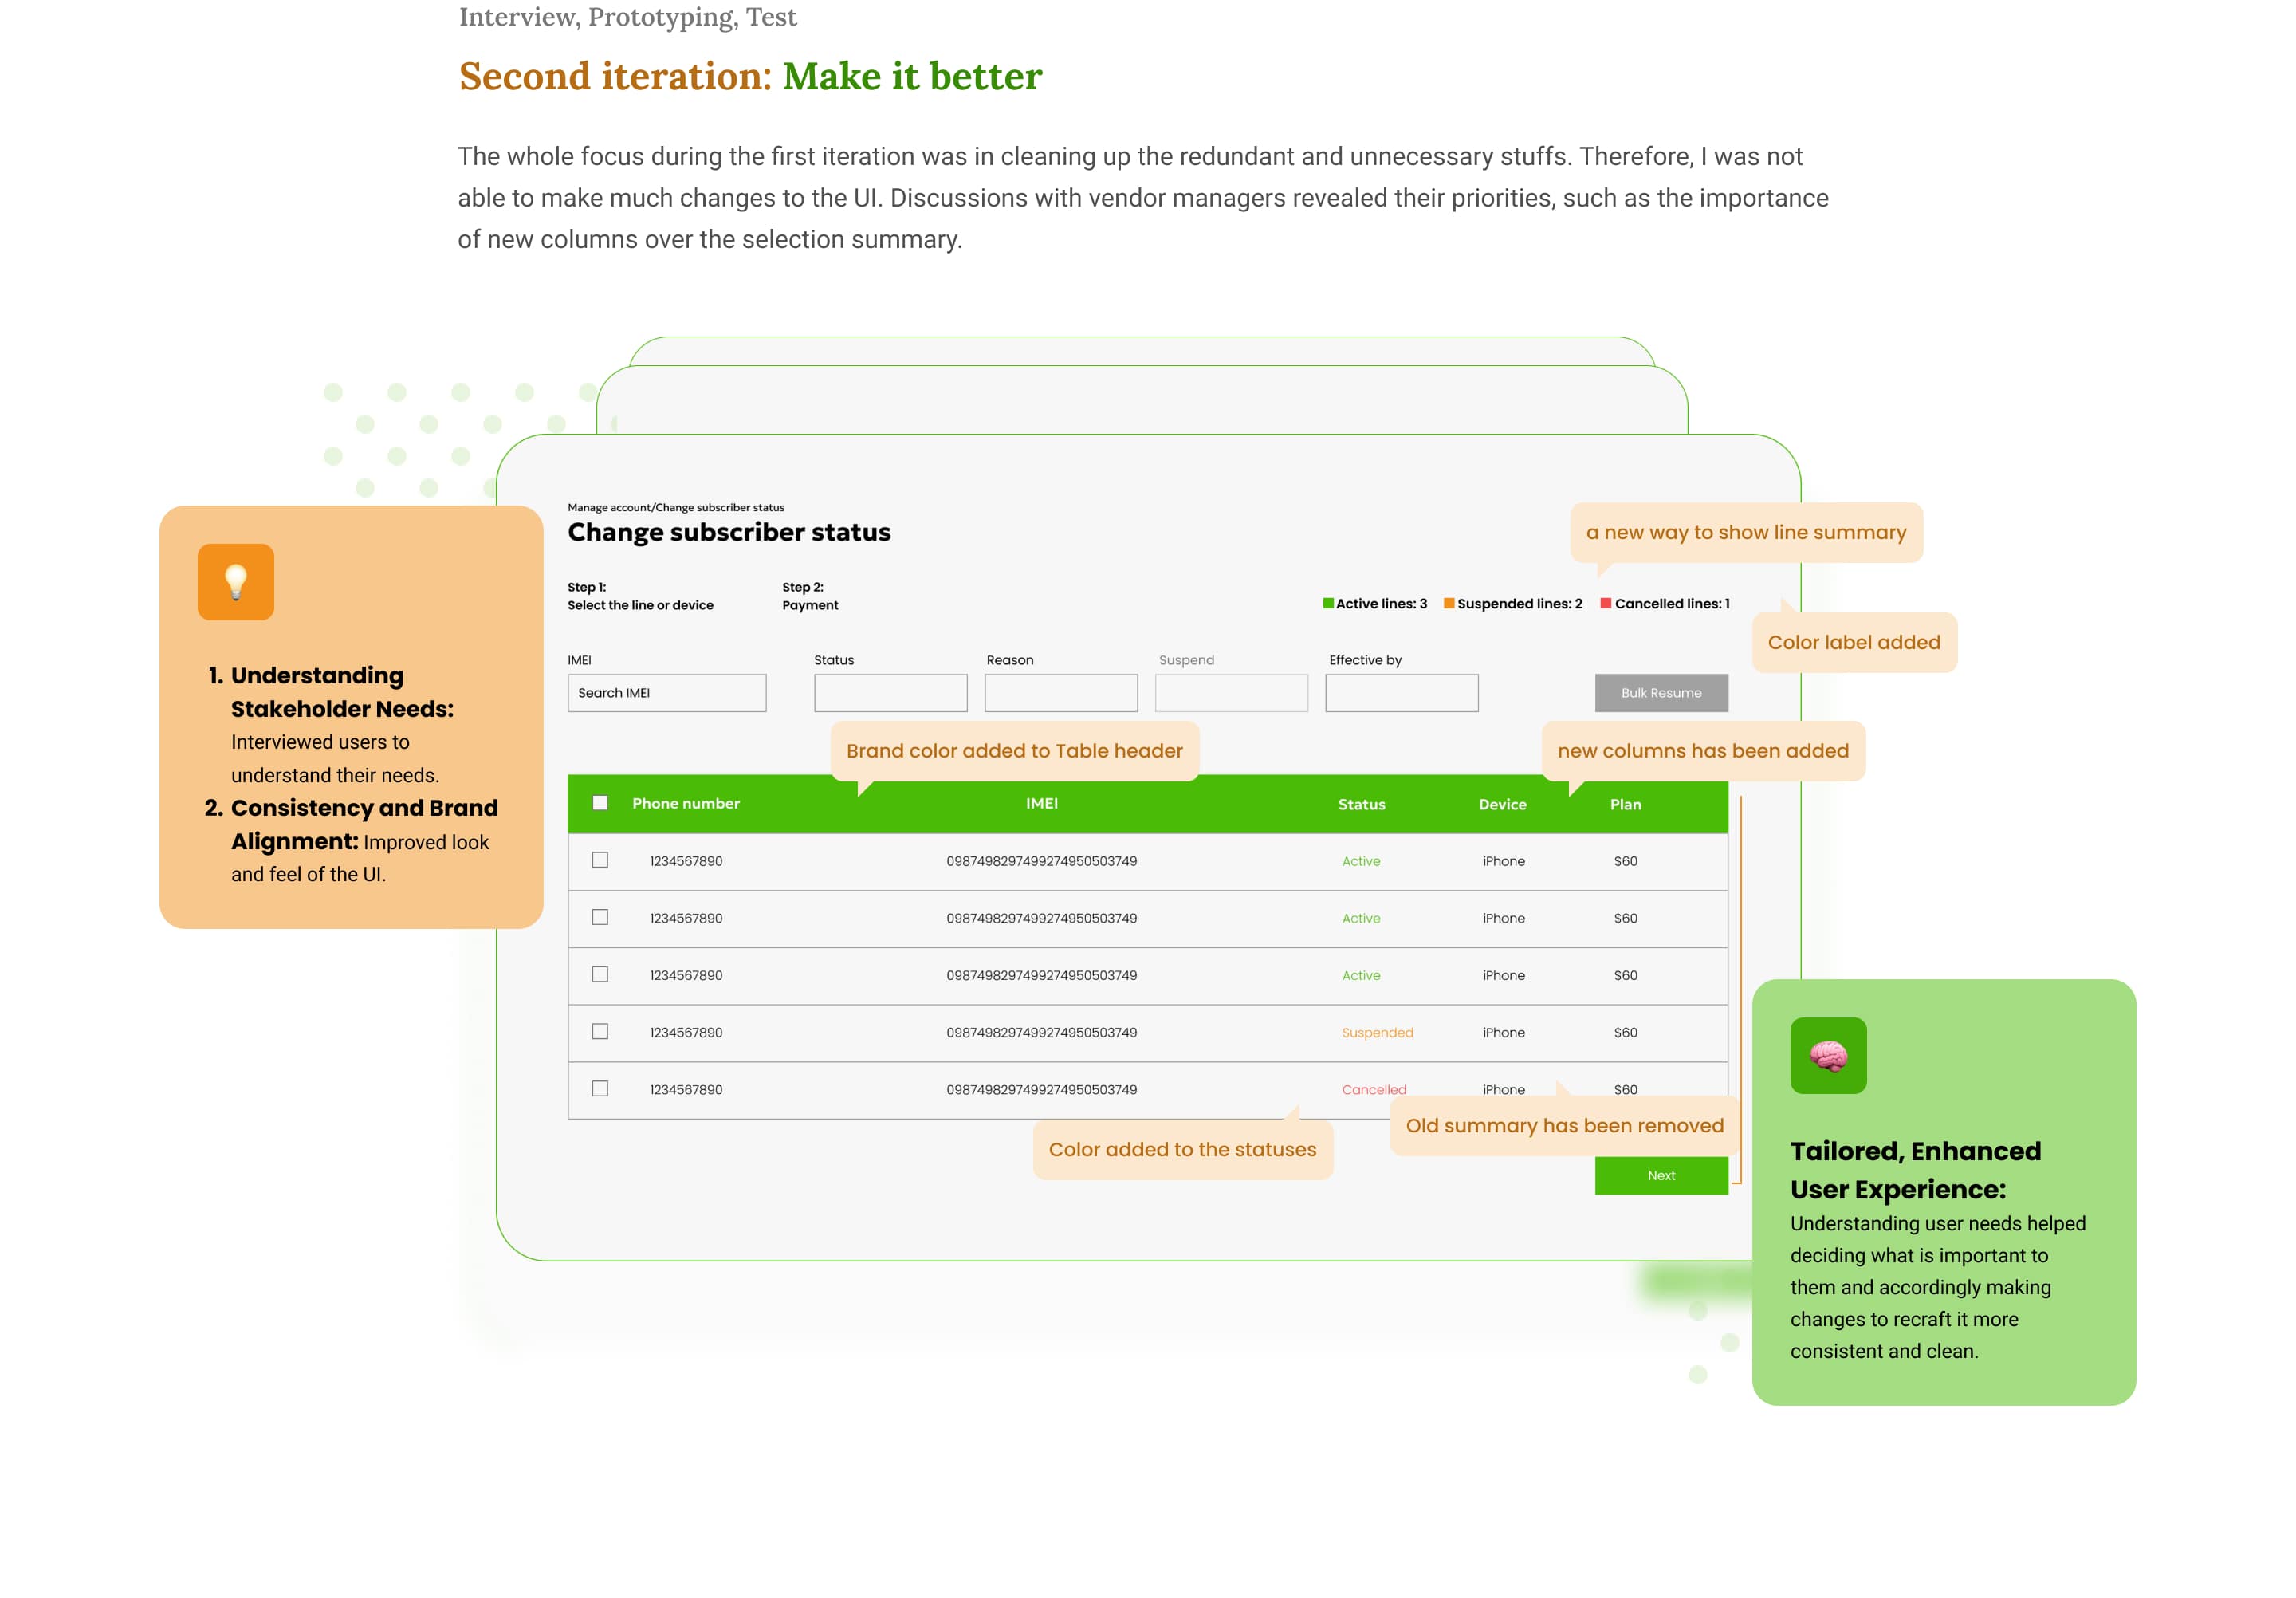 Interview, Prototyping, Test
Second iteration: Make it better
The whole focus during the first iteration was in cleaning up the redundant and unnecessary stuffs. Therefore, I was not
able to make much changes to the UI. Discussions with vendor managers revealed their priorities, such as the importance
of new columns over the selection summary.
1. Understanding
Stakeholder Needs:
Interviewed users to
understand their needs.
2. Consistency and Brand
Alignment: Improved look
and feel of the UI.
Manage account/Change subscriber status
Change subscriber status
a new way to show line summary
Step 1:
Select the line or device
Step 2:
Payment
Active lines: 3
Suspended lines: 2
Cancelled lines: 1
Color label added
IMEI
Search IMEI
Status
Reason
Suspend
Effective by
Bulk Resume
Brand color added to Table header
new columns has been added
Phone number IMEI Status Device Plan
1234567890 0987498297499274950503749 Active iPhone $60
1234567890 0987498297499274950503749 Active iPhone $60
1234567890 0987498297499274950503749 Active iPhone $60
1234567890 0987498297499274950503749 Suspended iPhone $60
1234567890 0987498297499274950503749 Cancelled iPhone $60
Color added to the statuses
Old summary has been removed
Next
Tailored, Enhanced
User Experience:
Understanding user needs helped
deciding what is important to
them and accordingly making
changes to recraft it more
consistent and clean.